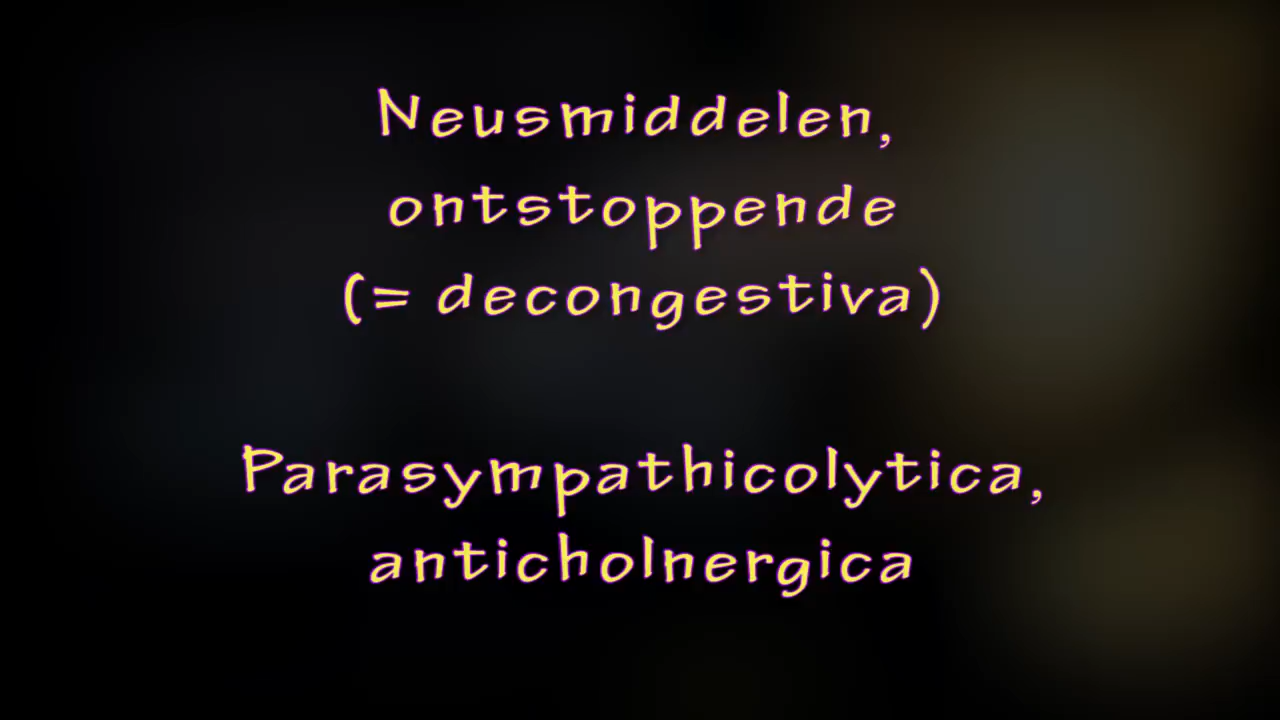 Neusmiddelen,
ontstoppende
(= decongestiva)
Parasympathicolytica,
anticholnergica